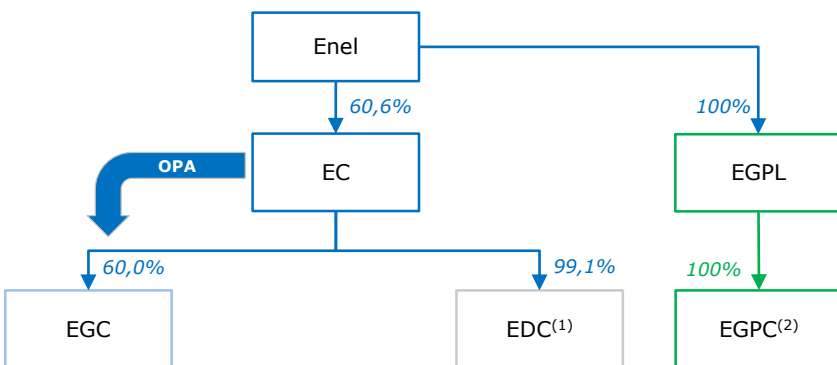 Enel
60,6%
100%
OPA
EC
EGPL
60,0%
99,1%
100%
EGC
EDC(1)
EGPC(2)